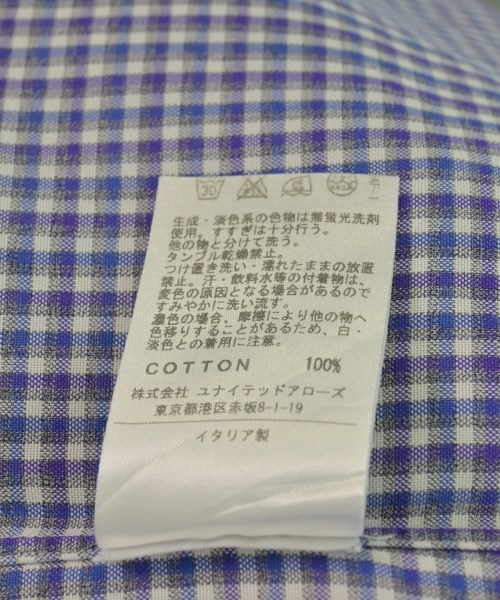 30
生成・淡色系の色物は無蛍光洗剤
使用。すすぎは十分行う。
他の物と分けて洗う。
タンブル乾燥禁止。
つけ置き洗い・濡れたままの放置
禁止。汗・飲料水等の付着物は、
変色の原因となる場合があるので
すみやかに洗い流す。
濃色の場合、摩擦により他の物へ
色移りすることがあるため、白・
淡色との着用に注意。
COTTON 100%
株式会社 ユナイテッドアローズ
東京都港区赤坂8-1-19
イタリア製